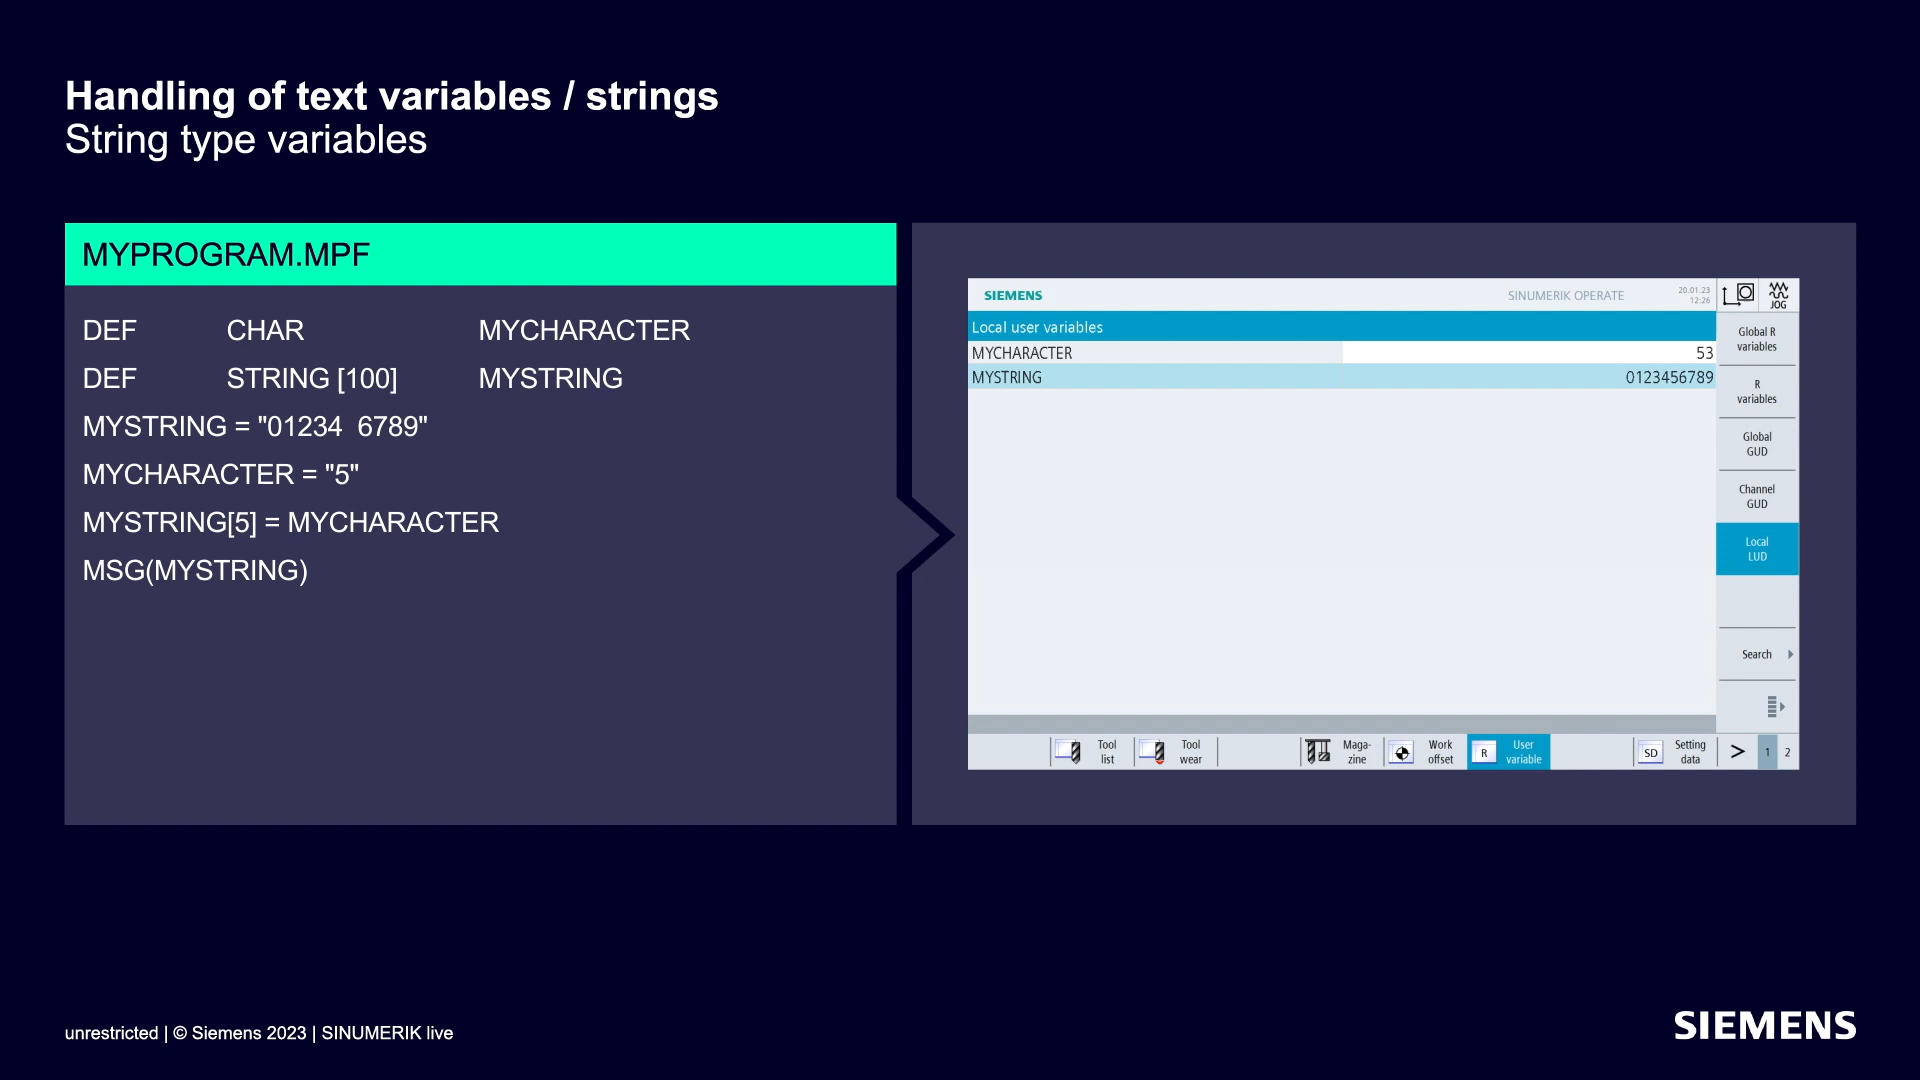 Handling of text variables / strings
String type variables
MYPROGRAM.MPF
DEF CHAR MYCHARACTER
DEF STRING [100] MYSTRING
MYSTRING = "01234  6789"
MYCHARACTER = "5"
MYSTRING[5] = MYCHARACTER
MSG(MYSTRING)
SIEMENS
SINUMERIK OPERATE
20.01.23
12:26
JOG
Local user variables
MYCHARACTER 53
MYSTRING 0123456789
Global R
variables
R
variables
Global
GUD
Channel
GUD
Local
LUD
Search
Tool
list
Tool
wear
Maga-
zine
Work
offset
R
User
variable
SD
Setting
data
>
1
2
unrestricted | © Siemens 2023 | SINUMERIK live
SIEMENS